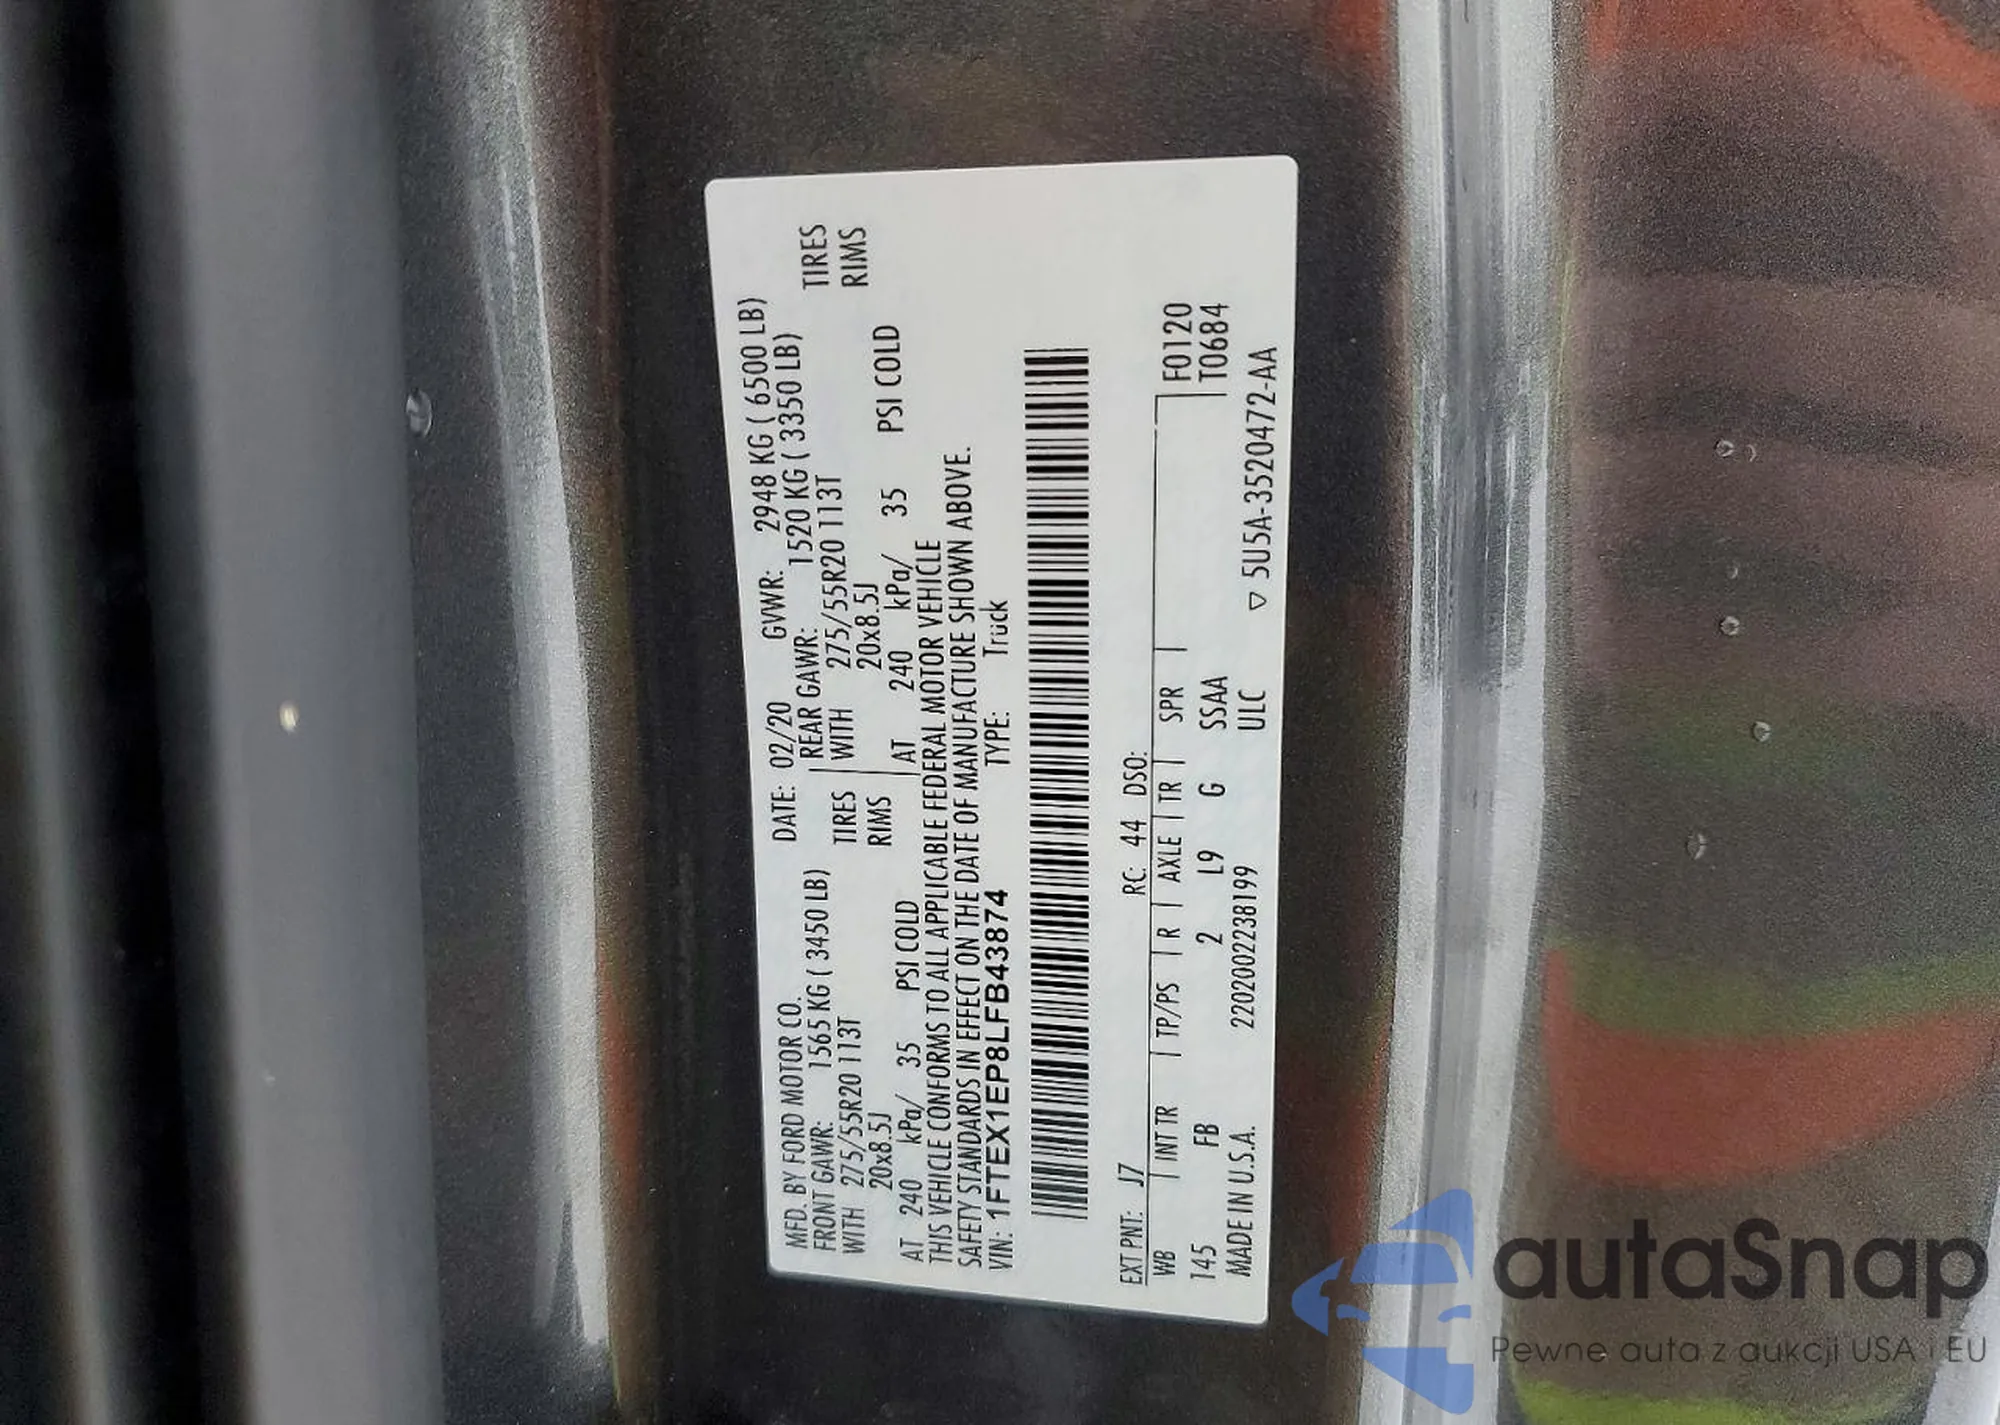 MFD. BY FORD MOTOR CO.
DATE: 02/20 GVWR: 2948 KG ( 6500 LB)
FRONT GAWR: 1565 KG ( 3450 LB) REAR GAWR: 1520 KG ( 3350 LB)
WITH 275/55R20 113T TIRES WITH 275/55R20 113T TIRES
20x8.5J RIMS 20x8.5J RIMS
AT 240 kPa/ 35 PSI COLD AT 240 kPa/ 35 PSI COLD
THIS VEHICLE CONFORMS TO ALL APPLICABLE FEDERAL MOTOR VEHICLE
SAFETY STANDARDS IN EFFECT ON THE DATE OF MANUFACTURE SHOWN ABOVE.
VIN: 1FTEX1EP8LFB43874 TYPE: Truck
EXT PNT: J7 RC: 44 DSO:
WB INT TR TP/PS R AXLE TR SPR F0120
145 FB 2 L9 G SSAA T0684
MADE IN U.S.A. 2202002238199 ULC ▽ 5U5A-3520472-AA
autaSnap
Pewne auta z aukcji USA i EU